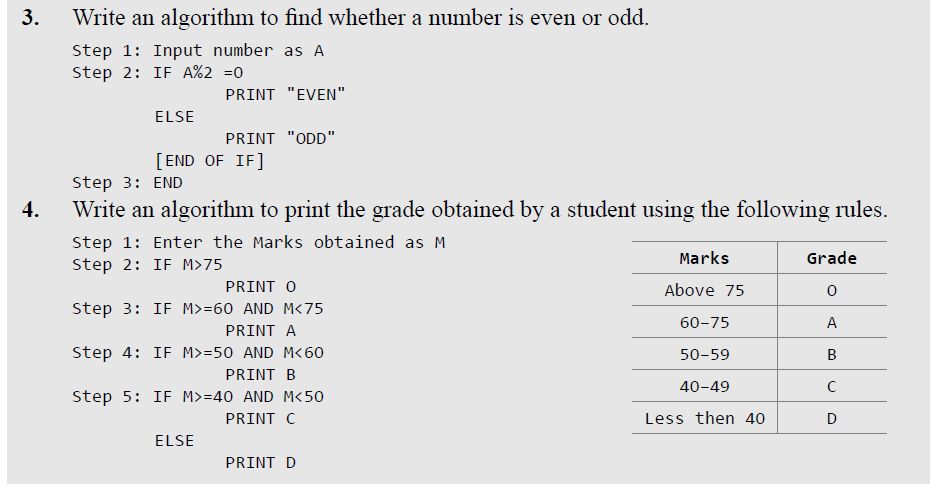 3. Write an algorithm to find whether a number is even or odd.
Step 1: Input number as A
Step 2: IF A%2 =0
PRINT "EVEN"
ELSE
PRINT "ODD"
[END OF IF]
Step 3: END
4. Write an algorithm to print the grade obtained by a student using the following rules.
Step 1: Enter the Marks obtained as M
Step 2: IF M>75
PRINT O
Step 3: IF M>=60 AND M<75
PRINT A
Step 4: IF M>=50 AND M<60
PRINT B
Step 5: IF M>=40 AND M<50
PRINT C
ELSE
PRINT D
Marks Grade
Above 75 O
60–75 A
50–59 B
40–49 C
Less then 40 D